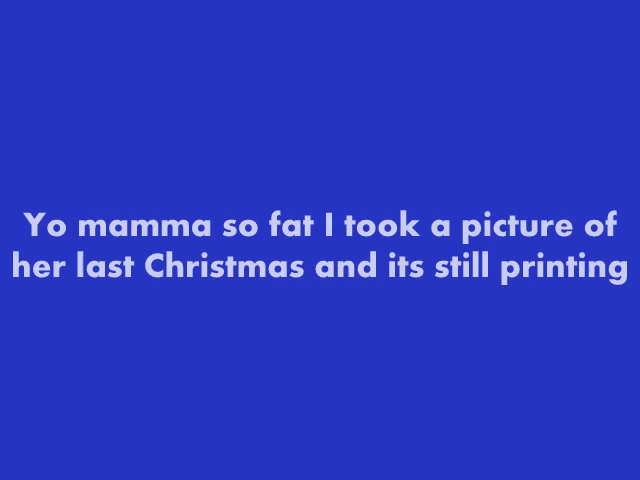 Yo mamma so fat I took a picture of
her last Christmas and its still printing